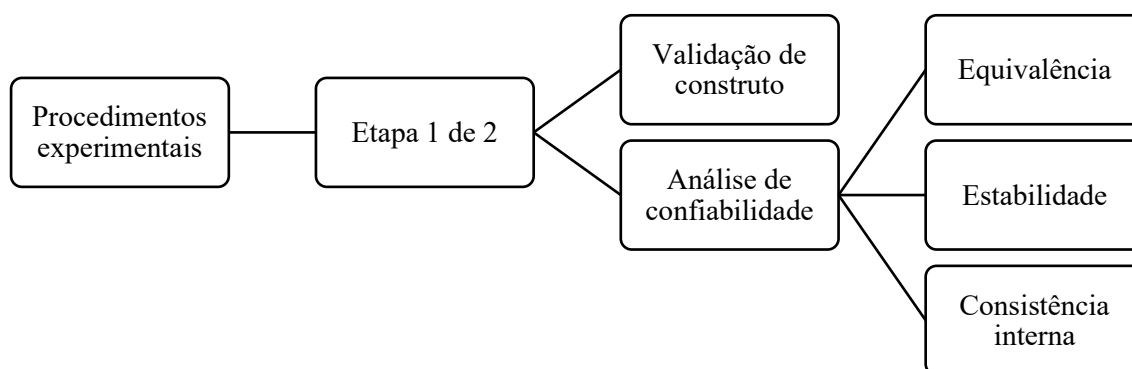 Procedimentos
experimentais
Etapa 1 de 2
Validação de
construto
Análise de
confiabilidade
Equivalência
Estabilidade
Consistência
interna